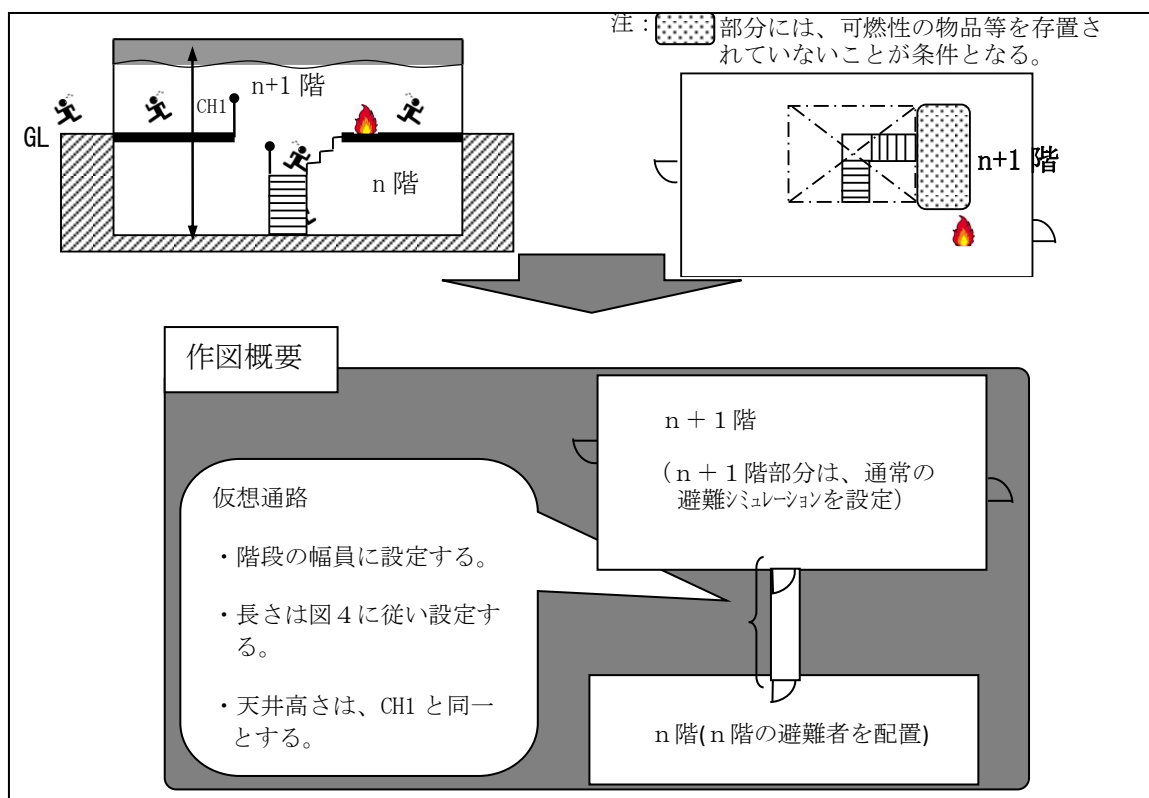 注： 部分には、可燃性の物品等を存置さ
れていないことが条件となる。
n+1 階
CH1
GL
n 階
n+1 階
作図概要
n＋１階
（n＋１階部分は、通常の
避難ｼﾐｭﾚｰｼｮﾝを設定）
仮想通路
・階段の幅員に設定する。
・長さは図４に従い設定す
る。
・天井高さは、CH1 と同一
とする。
n階(n階の避難者を配置)